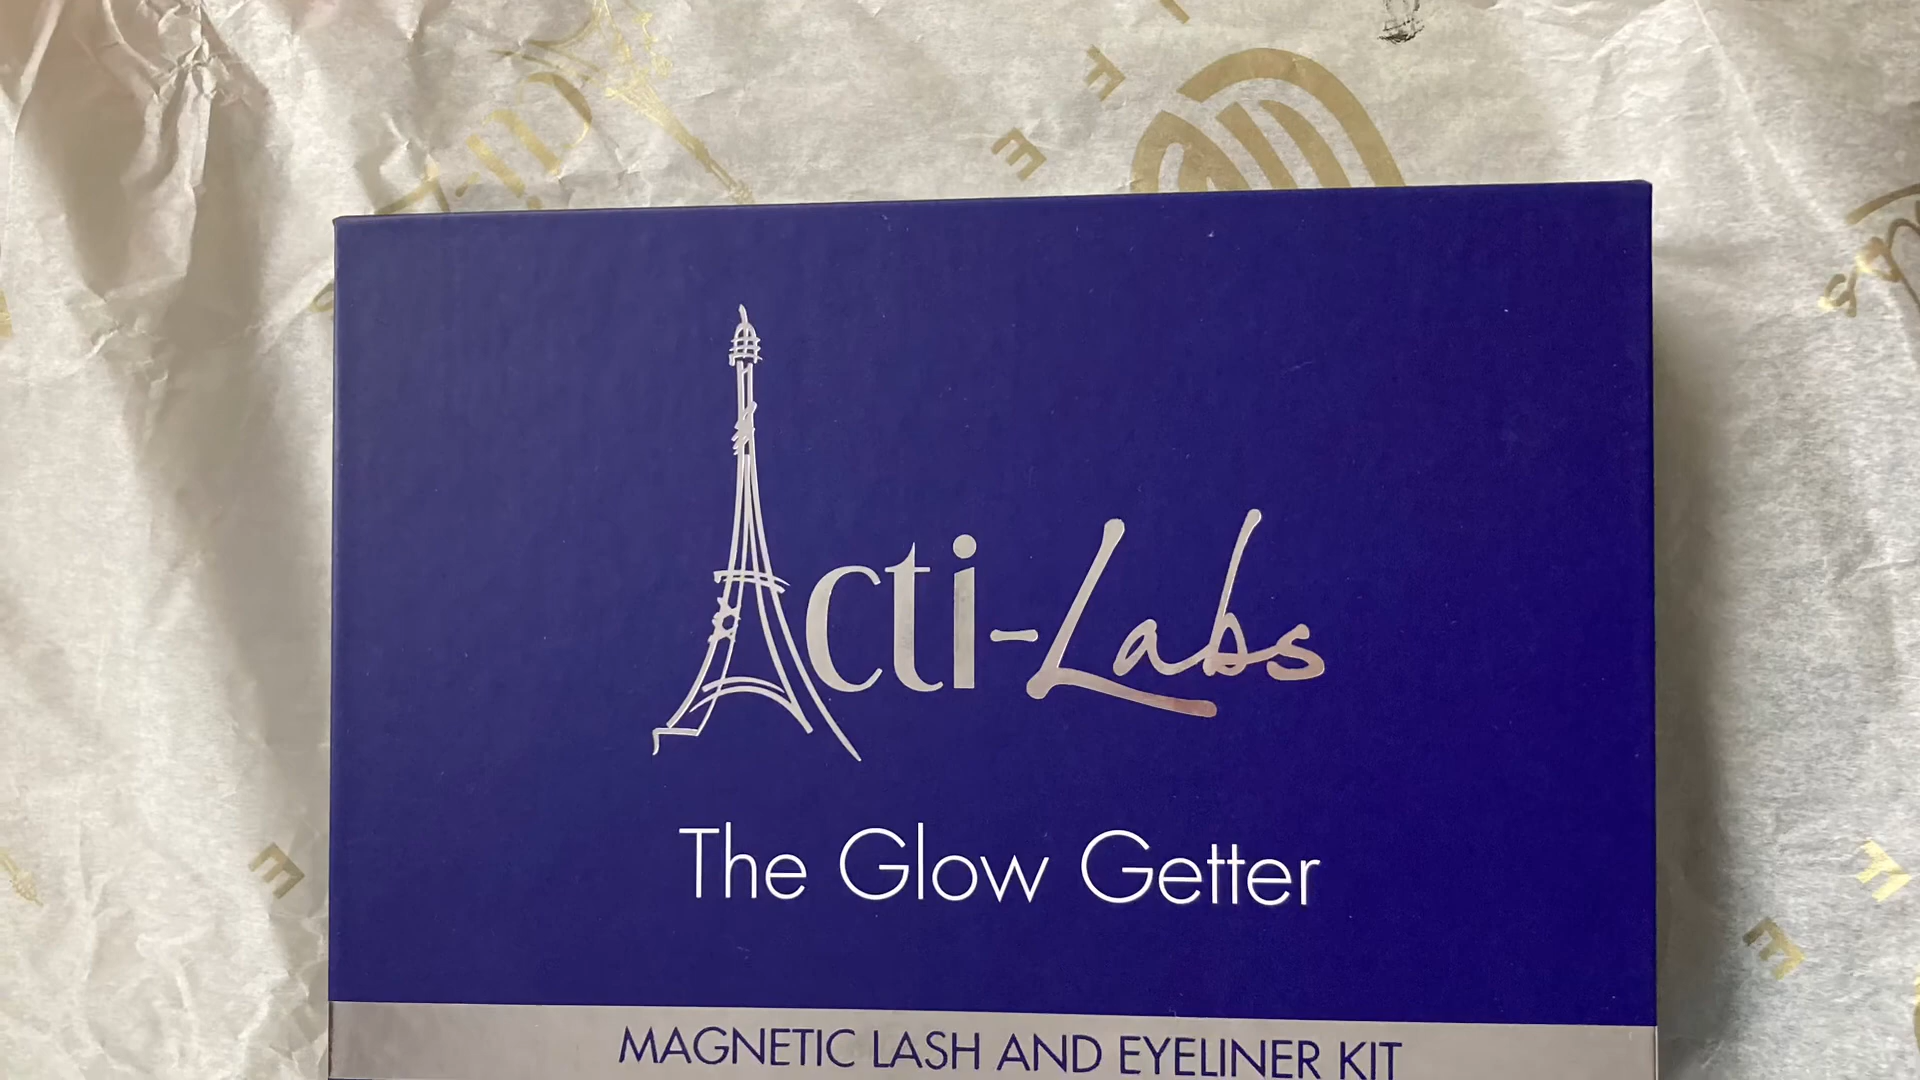 Acti-Labs
The Glow Getter
MAGNETIC LASH AND EYELINER KIT